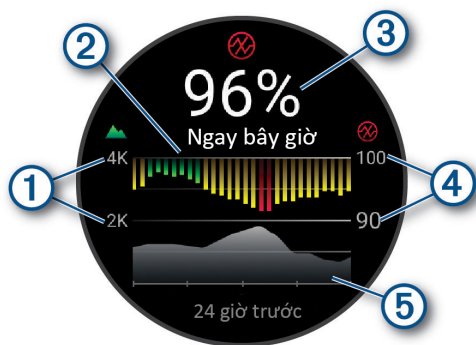 ③
②
96%
Ngay bây giờ
4K
100
①
④
2K
90
⑤
24 giờ trước